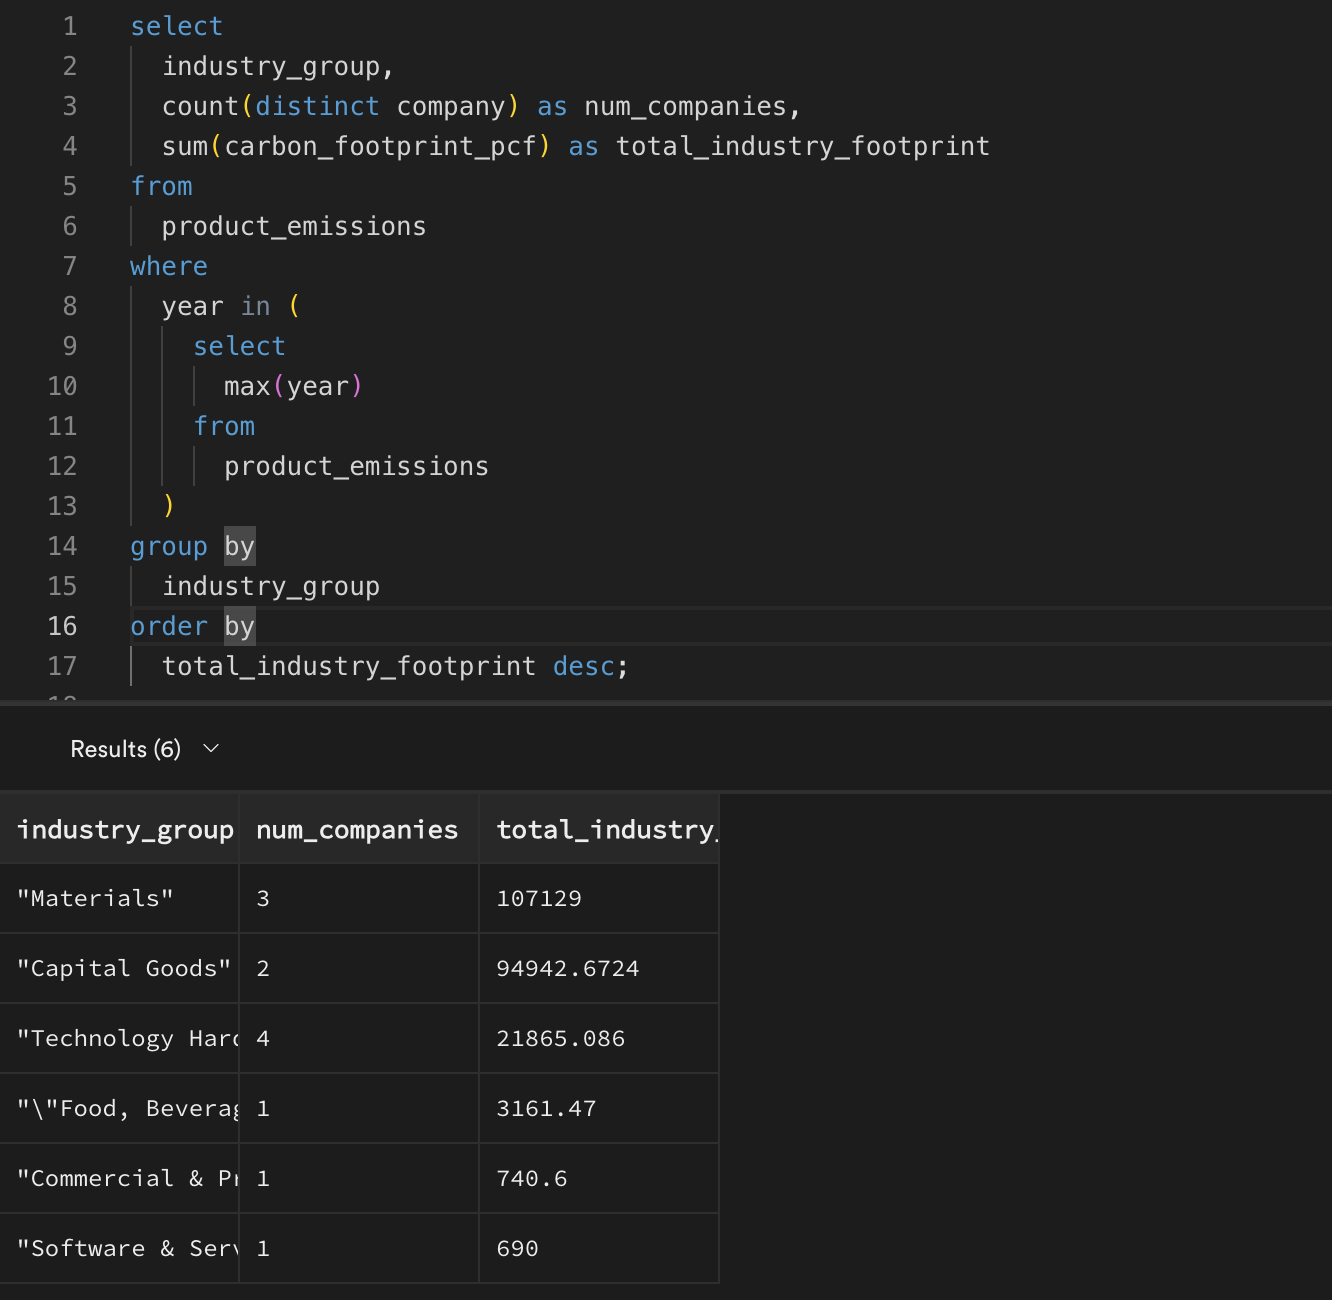 1 select
2 industry_group,
3 count(distinct company) as num_companies,
4 sum(carbon_footprint_pcf) as total_industry_footprint
5 from
6 product_emissions
7 where
8 year in (
9 select
10 max(year)
11 from
12 product_emissions
13 )
14 group by
15 industry_group
16 order by
17 total_industry_footprint desc;
Results (6)
industry_group num_companies total_industry_
"Materials" 3 107129
"Capital Goods" 2 94942.6724
"Technology Hard 4 21865.086
"\"Food, Beverag 1 3161.47
"Commercial & Pr 1 740.6
"Software & Serv 1 690